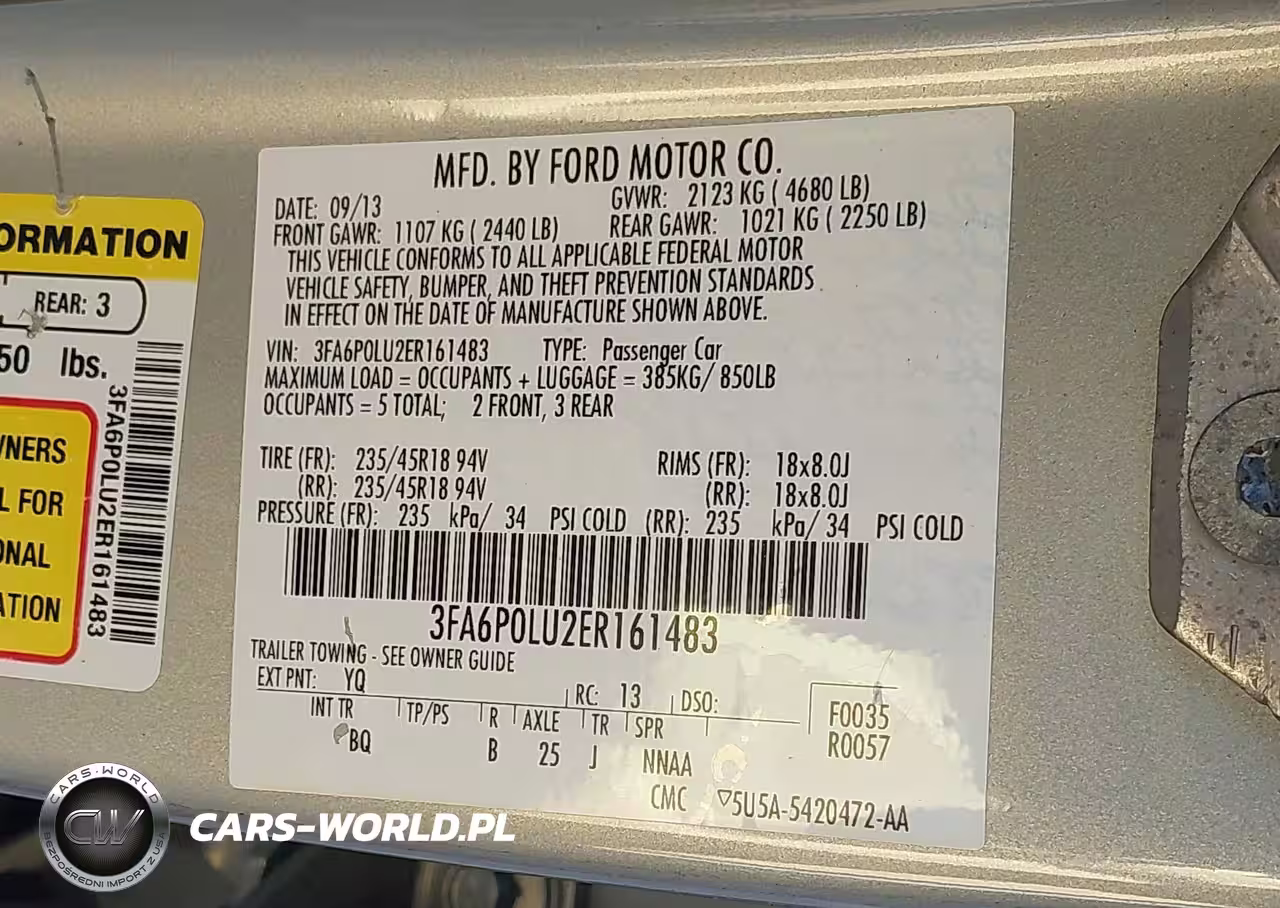 MFD. BY FORD MOTOR CO.
DATE: 09/13 GVWR: 2123 KG ( 4680 LB)
FRONT GAWR: 1107 KG ( 2440 LB) REAR GAWR: 1021 KG ( 2250 LB)
THIS VEHICLE CONFORMS TO ALL APPLICABLE FEDERAL MOTOR
VEHICLE SAFETY, BUMPER, AND THEFT PREVENTION STANDARDS
IN EFFECT ON THE DATE OF MANUFACTURE SHOWN ABOVE.
VIN: 3FA6P0LU2ER161483 TYPE: Passenger Car
MAXIMUM LOAD = OCCUPANTS + LUGGAGE = 385KG/ 850LB
OCCUPANTS = 5 TOTAL; 2 FRONT, 3 REAR
TIRE (FR): 235/45R18 94V RIMS (FR): 18x8.0J
(RR): 235/45R18 94V (RR): 18x8.0J
PRESSURE (FR): 235 kPa/ 34 PSI COLD (RR): 235 kPa/ 34 PSI COLD
3FA6P0LU2ER161483
TRAILER TOWING - SEE OWNER GUIDE
EXT PNT: YQ RC: 13 DSO:
INT TR TP/PS R AXLE TR SPR
BQ B 25 J NNAA
F0035
R0057
CMC ▽5U5A-5420472-AA
ORMATION
REAR: 3
50 lbs.
3FA6P0LU2ER161483
WNERS
L FOR
ONAL
ATION
CARS-WORLD
CW
BEZPOŚREDNI IMPORT Z USA
CARS-WORLD.PL